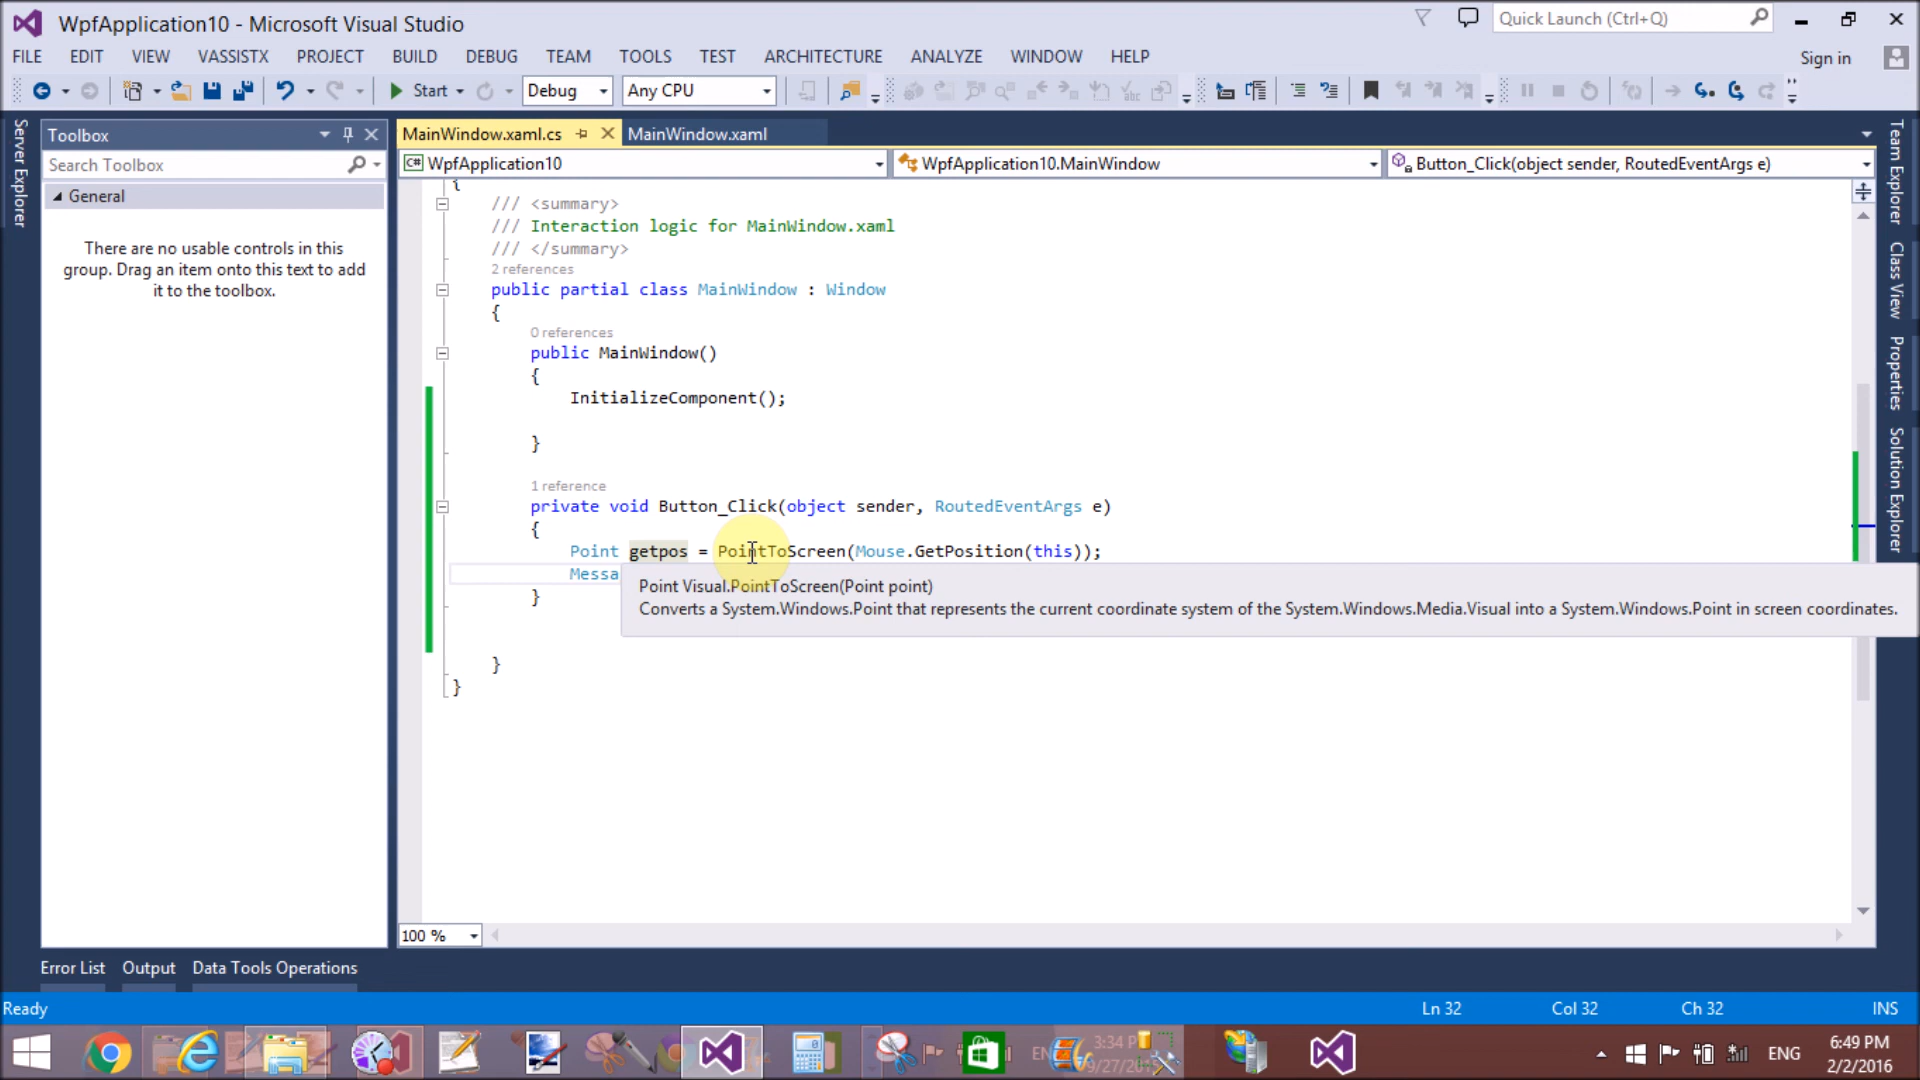 WpfApplication10 - Microsoft Visual Studio
Quick Launch (Ctrl+Q)
FILE EDIT VIEW VASSISTX PROJECT BUILD DEBUG TEAM TOOLS TEST ARCHITECTURE ANALYZE WINDOW HELP
Sign in
Start Debug Any CPU
Server Explorer
Toolbox
Search Toolbox
General
There are no usable controls in this
group. Drag an item onto this text to add
it to the toolbox.
MainWindow.xaml.cs MainWindow.xaml
C# WpfApplication10 WpfApplication10.MainWindow Button_Click(object sender, RoutedEventArgs e)
{
/// <summary>
/// Interaction logic for MainWindow.xaml
/// </summary>
2 references
public partial class MainWindow : Window
{
0 references
public MainWindow()
{
InitializeComponent();
}
1 reference
private void Button_Click(object sender, RoutedEventArgs e)
{
Point getpos = PointToScreen(Mouse.GetPosition(this));
Messa
Point Visual.PointToScreen(Point point)
Converts a System.Windows.Point that represents the current coordinate system of the System.Windows.Media.Visual into a System.Windows.Point in screen coordinates.
}
}
}
Team Explorer
Class View
Properties
Solution Explorer
100 %
Error List Output Data Tools Operations
Ready
Ln 32 Col 32 Ch 32 INS
EN 3:34 P
9/27/20
ENG
6:49 PM
2/2/2016